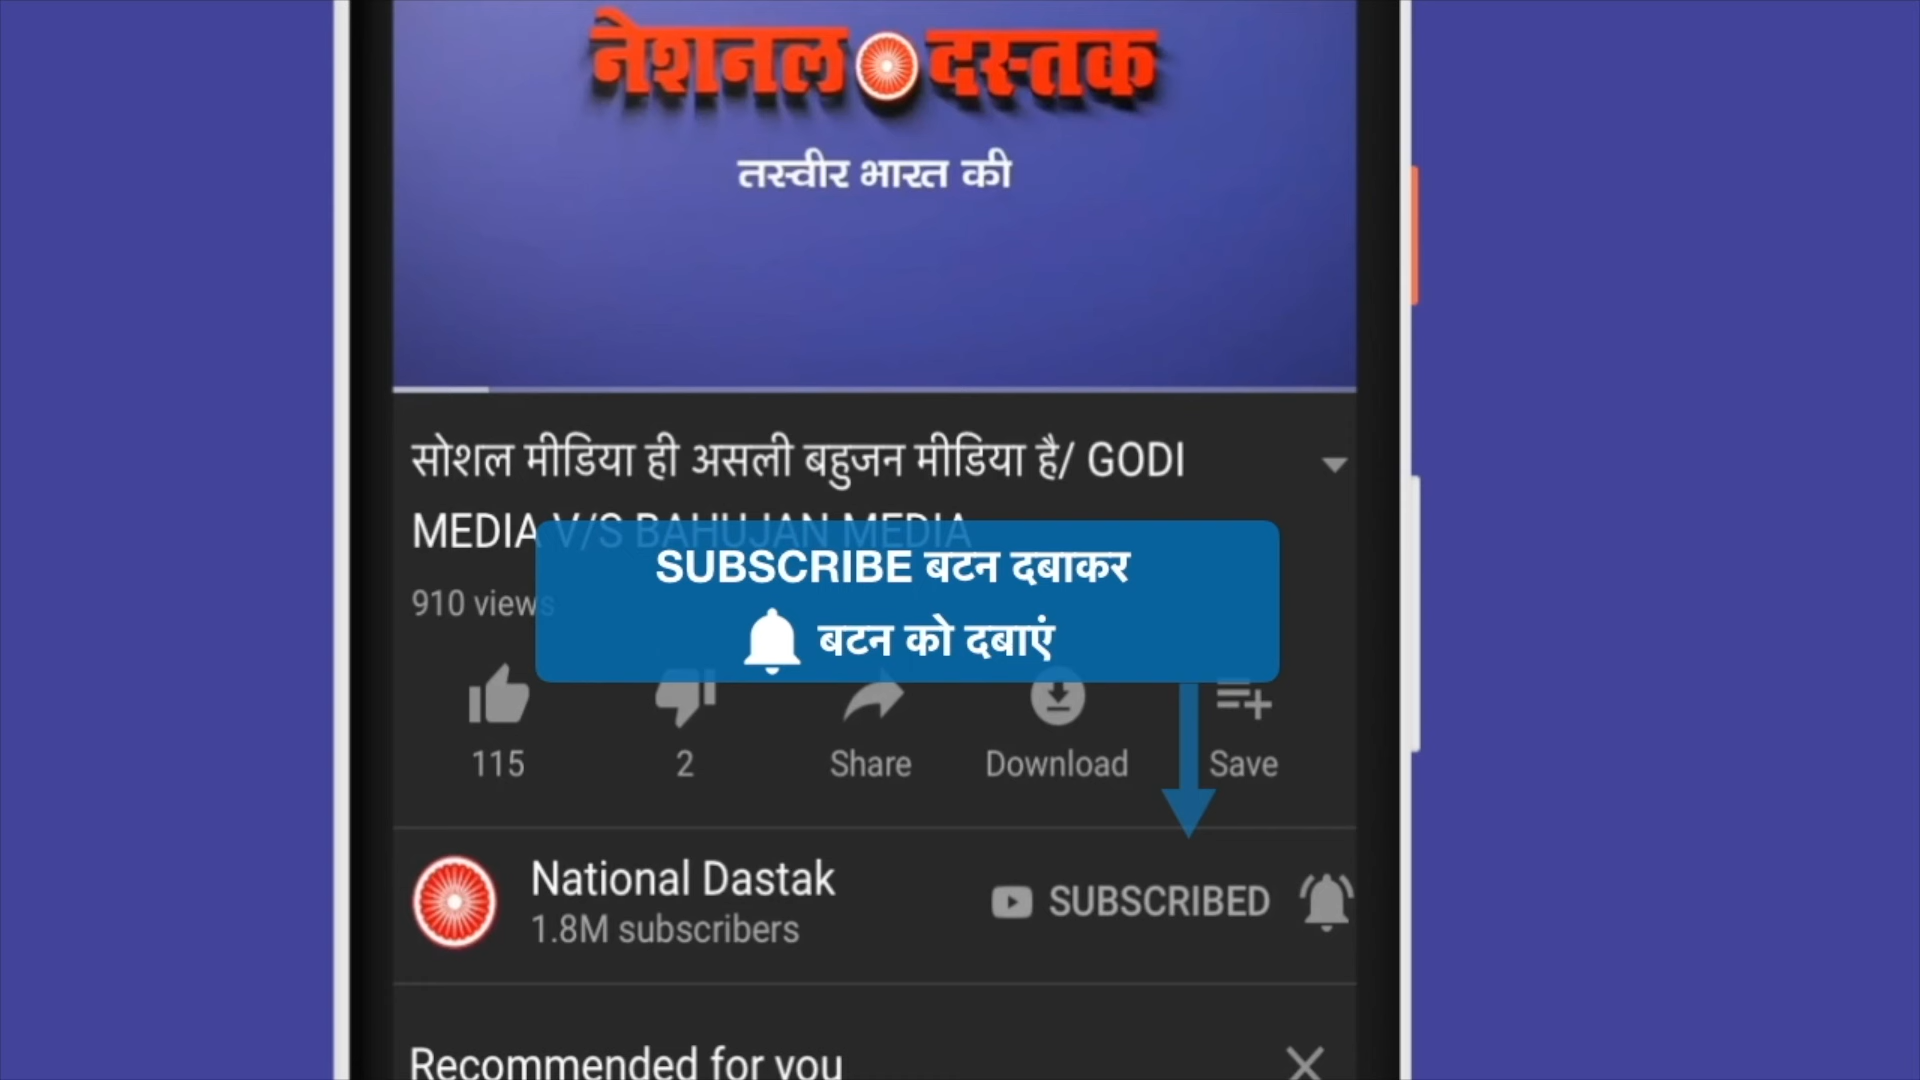 नेशनल दस्तक
तस्वीर भारत की
सोशल मीडिया ही असली बहुजन मीडिया है/ GODI
MEDIA V/S BAHUJAN MEDIA
SUBSCRIBE बटन दबाकर
बटन को दबाएं
910 views
115
2
Share
Download
Save
National Dastak
1.8M subscribers
SUBSCRIBED
Recommended for you